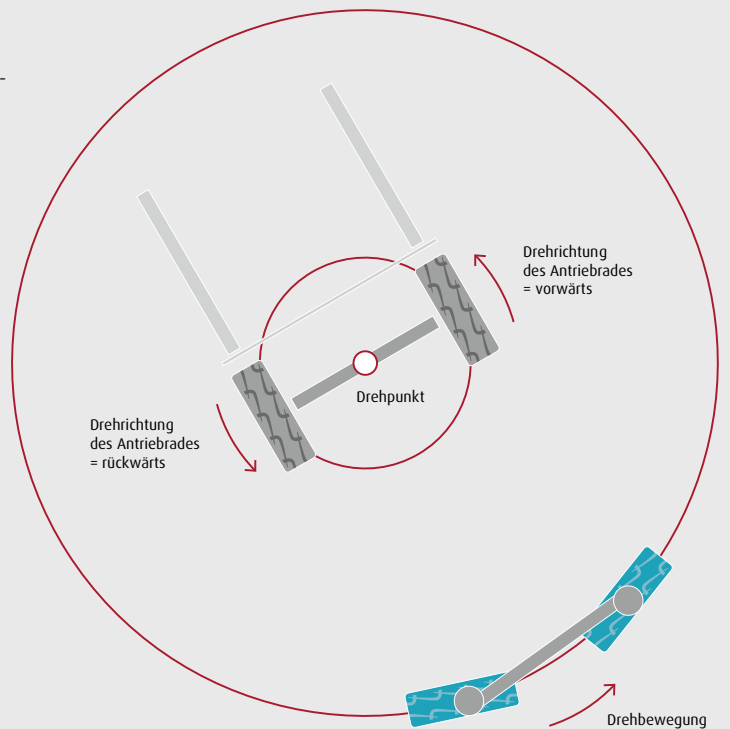 -
Drehrichtung
des Antriebrades
= vorwärts
Drehpunkt
Drehrichtung
des Antriebrades
= rückwärts
Drehbewegung